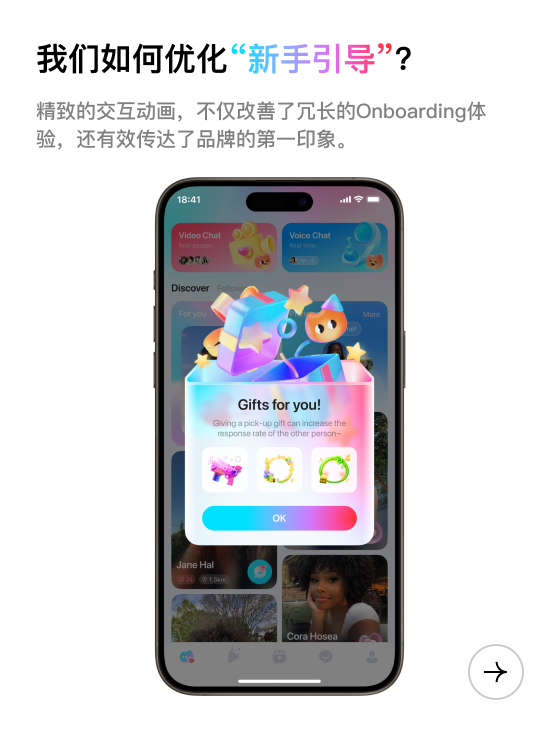 我们如何优化“新手引导”?
精致的交互动画，不仅改善了冗长的Onboarding体
验，还有效传达了品牌的第一印象。
18:41
Video Chat
Real person.
Voice Chat
Real time.
Discover
For you
More
Gifts for you!
Giving a pick-up gift can increase the
response rate of the other person~
OK
Jane Hal
24
1.5km
Cora Hosea